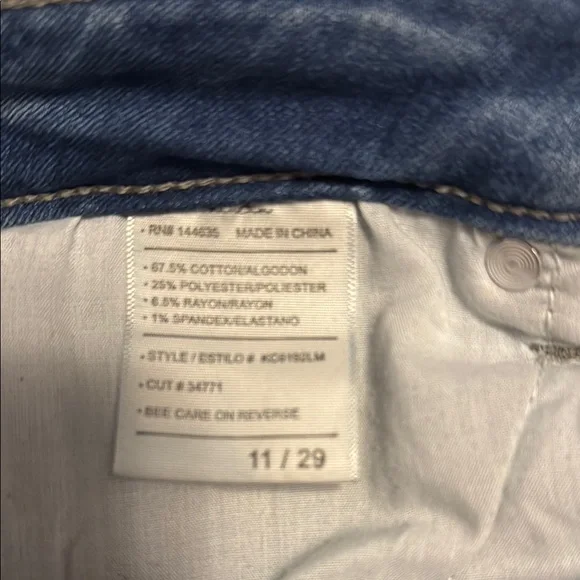 • RN# 144635 MADE IN CHINA
• 67.5% COTTON/ALGODON
• 25% POLYESTER/POLIESTER
• 6.5% RAYON/RAYON
• 1% SPANDEX/ELASTANO
• STYLE / ESTILO #
• CUT # 34771
• SEE CARE ON REVERSE
11 / 29